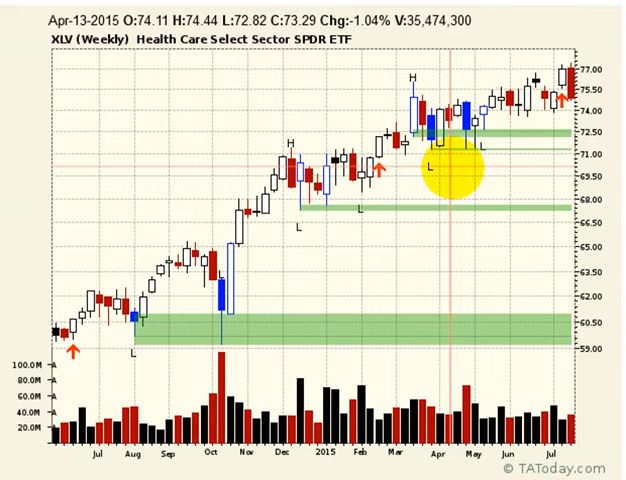 Apr-13-2015 O:74.11 H:74.44 L:72.82 C:73.29 Chg:-1.04% V:35,474,300
XLV (Weekly) Health Care Select Sector SPDR ETF
77.00
H
75.50
74.00
72.50
H
L
71.00
L
69.50
68.00
L
66.50
L
65.00
63.50
62.00
60.50
L
59.00
100.0M A
80.0M A
60.0M A
40.0M A
20.0M
Jul Aug Sep Oct Nov Dec 2015 Feb Mar Apr May Jun Jul
© TAToday.com